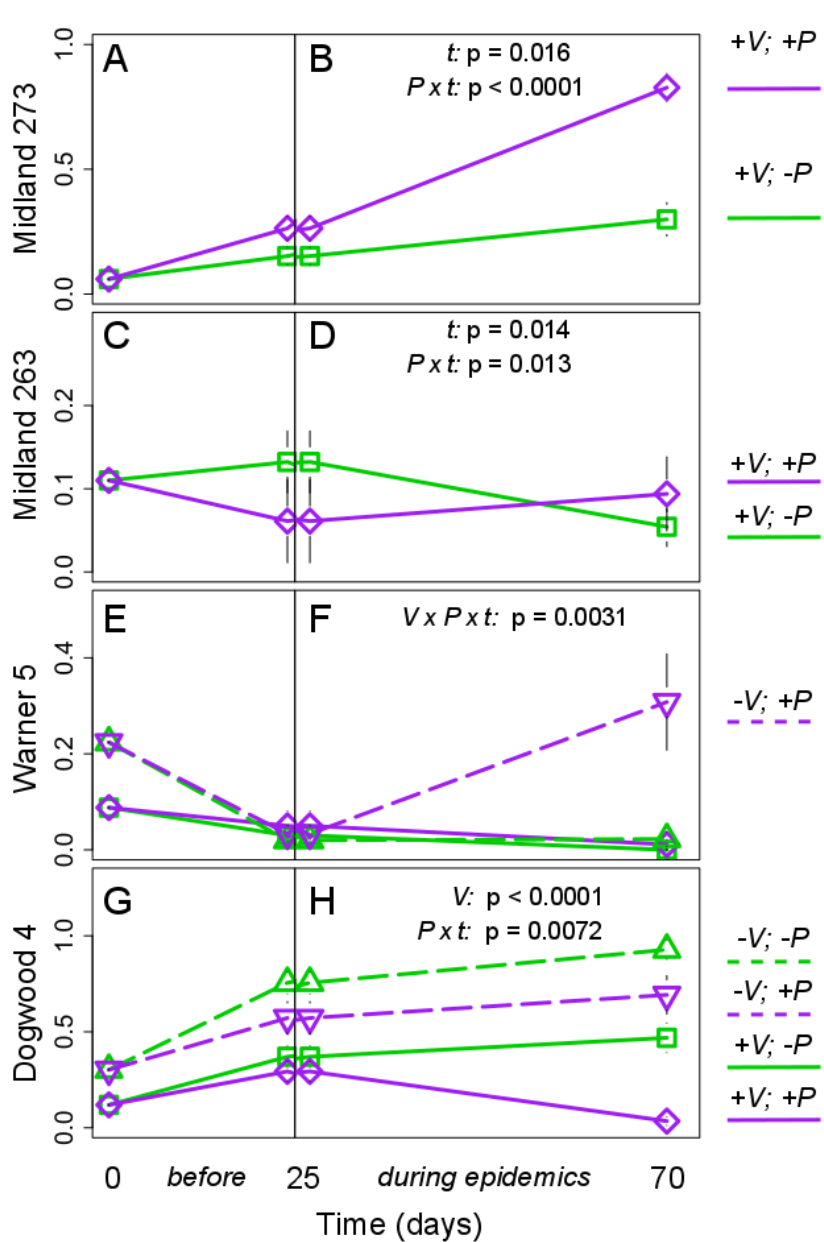 Midland 273
0.0 0.5 1.0
A
B
t: p = 0.016
P x t: p < 0.0001
+V; +P
+V; -P
Midland 263
0.0 0.1 0.2
C
D
t: p = 0.014
P x t: p = 0.013
+V; +P
+V; -P
Warner 5
0.0 0.2 0.4
E
F
V x P x t: p = 0.0031
-V; +P
Dogwood 4
0.0 0.5 1.0
G
H
V: p < 0.0001
P x t: p = 0.0072
-V; -P
-V; +P
+V; -P
+V; +P
0 before 25 during epidemics 70
Time (days)